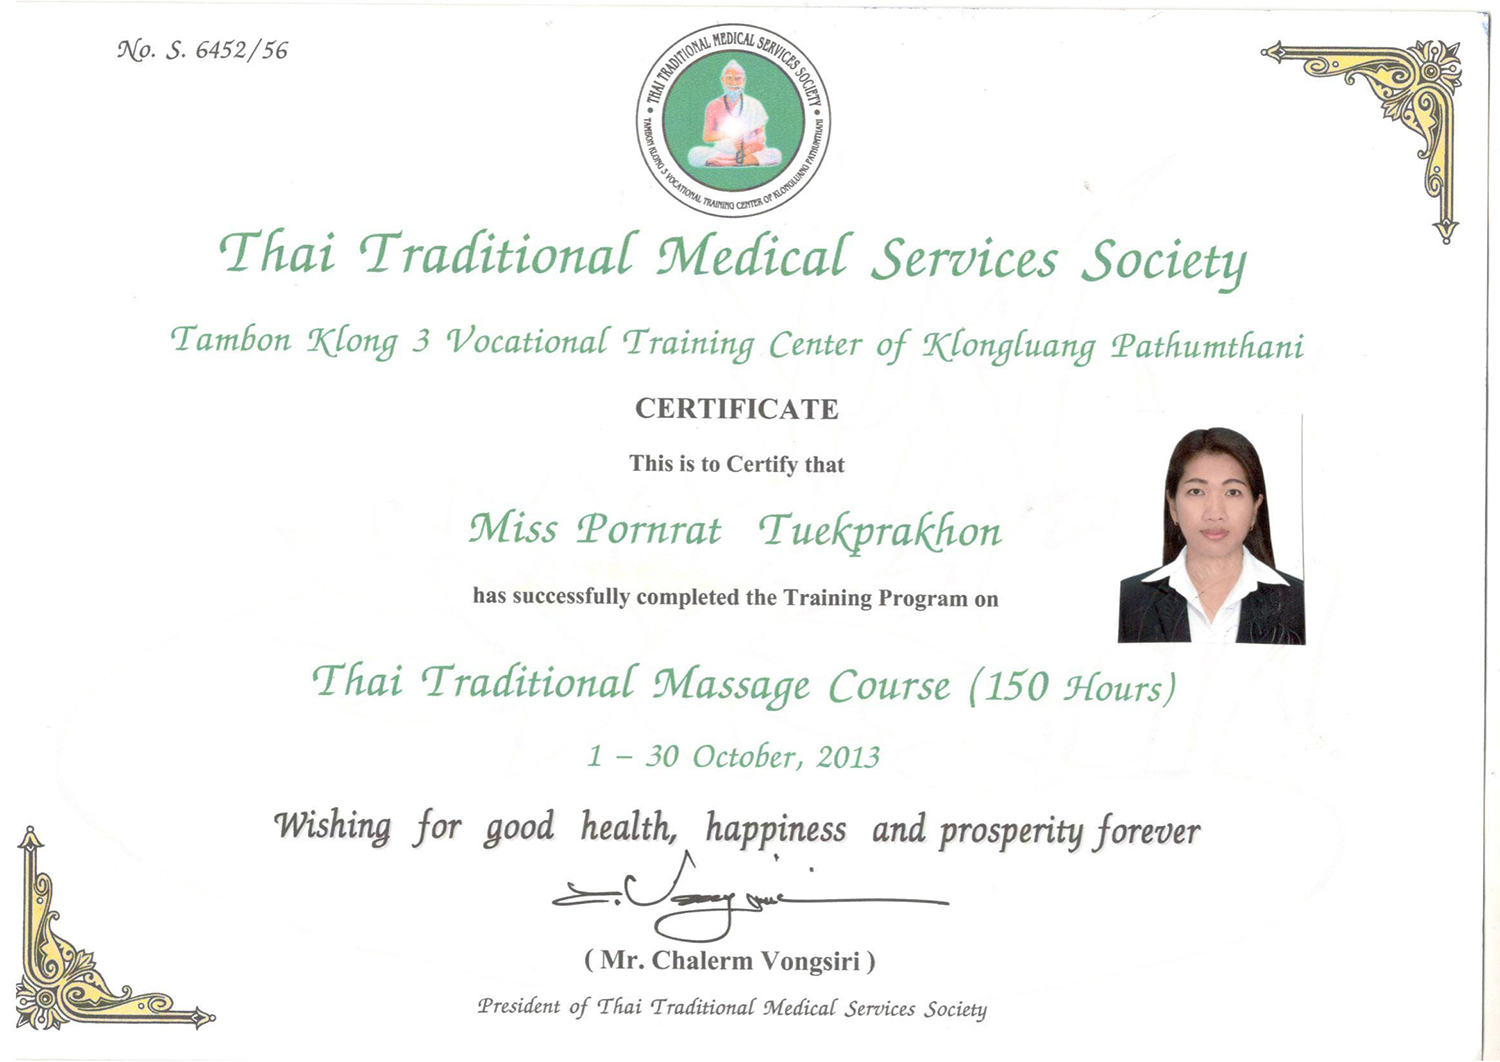 No. S. 6452/56
• THAI TRADITIONAL MEDICAL SERVICES SOCIETY •
TAMBON KLONG 3 VOCATIONAL TRAINING CENTER OF KLONGLUANG PATHUMTHANI
Thai Traditional Medical Services Society
Tambon Klong 3 Vocational Training Center of Klongluang Pathumthani
CERTIFICATE
This is to Certify that
Miss Pornrat Tuekprakhon
has successfully completed the Training Program on
Thai Traditional Massage Course (150 Hours)
1 – 30 October, 2013
Wishing for good health, happiness and prosperity forever
( Mr. Chalerm Vongsiri )
President of Thai Traditional Medical Services Society